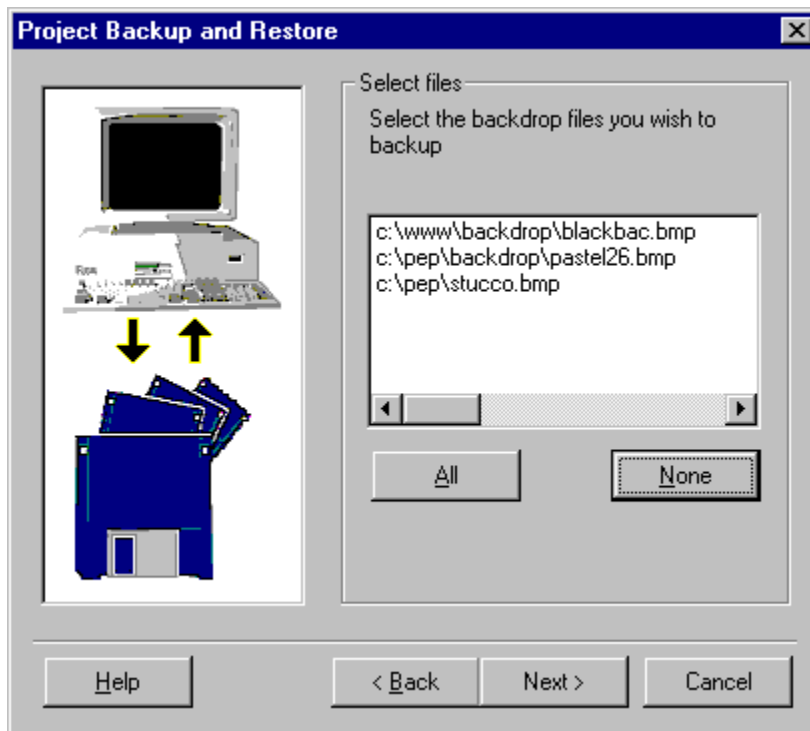 Project Backup and Restore
Select files
Select the backdrop files you wish to
backup
c:\www\backdrop\blackbac.bmp
c:\pep\backdrop\pastel26.bmp
c:\pep\stucco.bmp
All
None
Help
< Back
Next >
Cancel